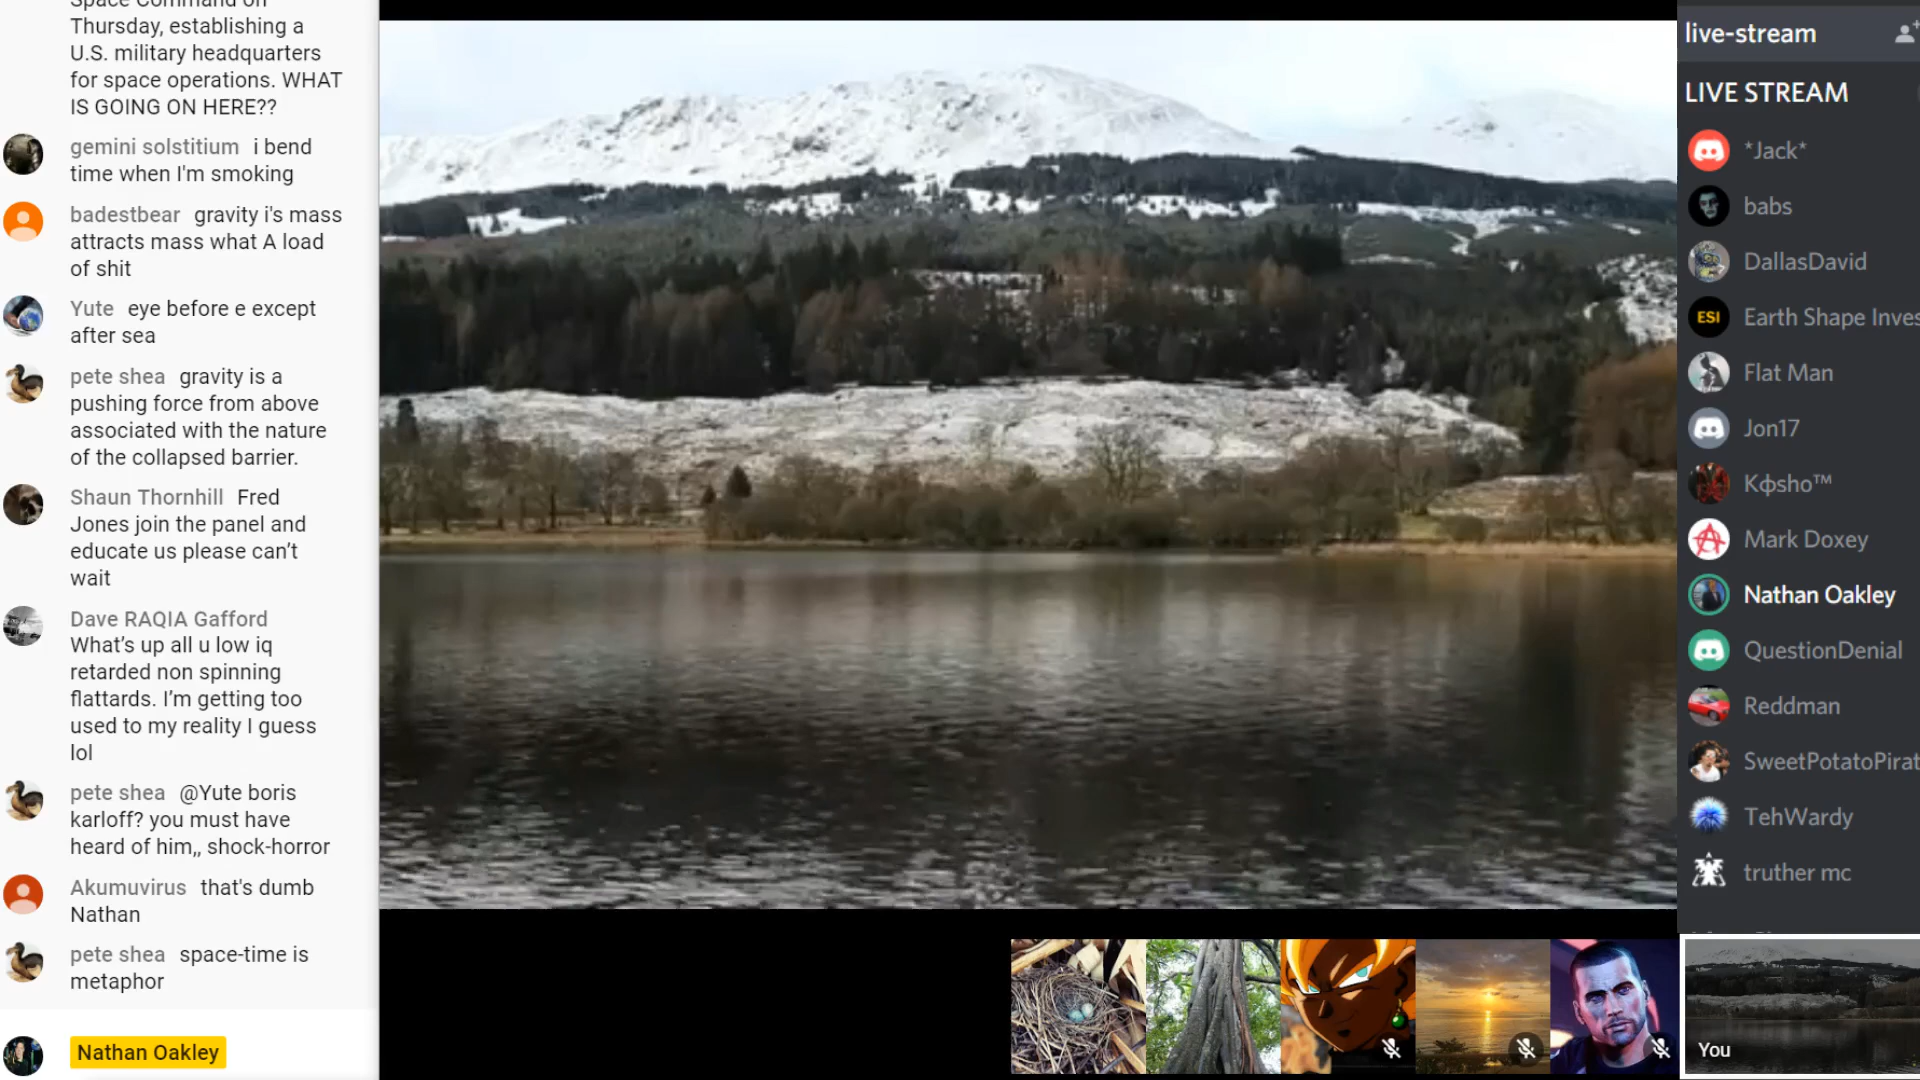 Space Command on
Thursday, establishing a
U.S. military headquarters
for space operations. WHAT
IS GOING ON HERE??
gemini solstitium i bend
time when I'm smoking
badestbear gravity i's mass
attracts mass what A load
of shit
Yute eye before e except
after sea
pete shea gravity is a
pushing force from above
associated with the nature
of the collapsed barrier.
Shaun Thornhill Fred
Jones join the panel and
educate us please can’t
wait
Dave RAQIA Gafford
What’s up all u low iq
retarded non spinning
flattards. I’m getting too
used to my reality I guess
lol
pete shea @Yute boris
karloff? you must have
heard of him,, shock-horror
Akumuvirus that's dumb
Nathan
pete shea space-time is
metaphor
Nathan Oakley
live-stream
LIVE STREAM
*Jack*
babs
DallasDavid
ESI Earth Shape Inves
Flat Man
Jon17
Kфsho™
Mark Doxey
Nathan Oakley
QuestionDenial
Reddman
SweetPotatoPirat
TehWardy
truther mc
You